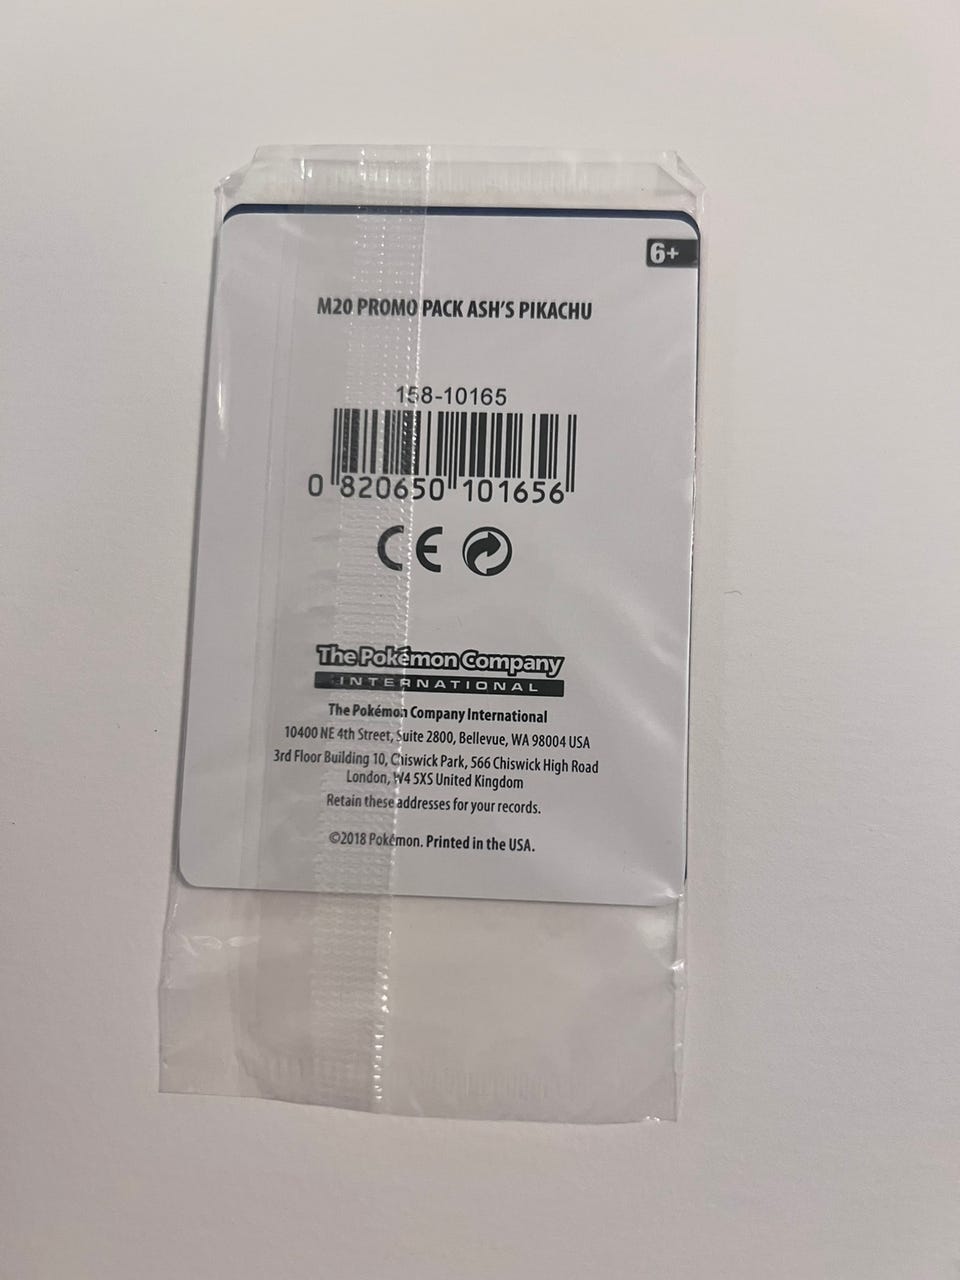 6+
M20 PROMO PACK ASH'S PIKACHU
158-10165
0 820650 101656
CE
The Pokémon Company
INTERNATIONAL
The Pokémon Company International
10400 NE 4th Street, Suite 2800, Bellevue, WA 98004 USA
3rd Floor Building 10, Chiswick Park, 566 Chiswick High Road
London, W4 5XS United Kingdom
Retain these addresses for your records.
©2018 Pokémon. Printed in the USA.